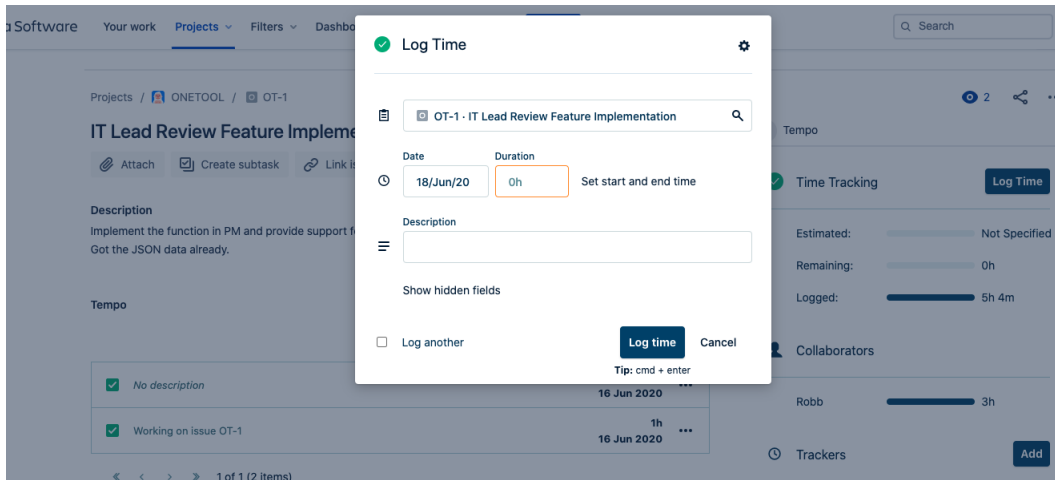 a Software Your work Projects Filters Dashbo Search
Log Time
Projects / ONETOOL / OT-1
2
OT-1 · IT Lead Review Feature Implementation
IT Lead Review Feature Impleme
Tempo
Attach Create subtask Link is
Date Duration
18/Jun/20 0h Set start and end time
Time Tracking Log Time
Description
Description
Implement the function in PM and provide support f
Got the JSON data already.
Estimated: Not Specified
Remaining: 0h
Show hidden fields
Logged: 5h 4m
Tempo
Log another Log time Cancel
Tip: cmd + enter
Collaborators
No description
16 Jun 2020
Robb 3h
Working on issue OT-1 1h
16 Jun 2020
Trackers Add
1 of 1 (2 items)